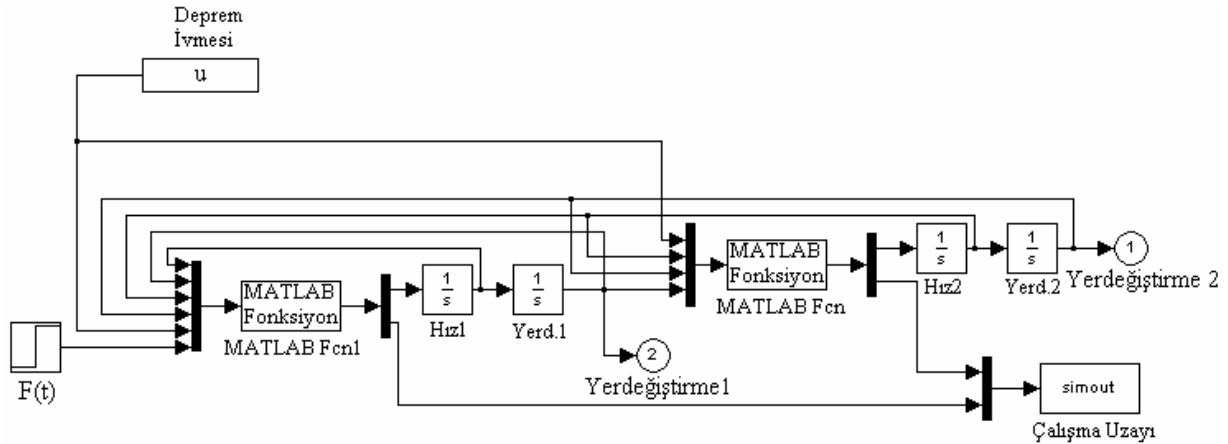 Deprem
İvmesi
u
MATLAB
Fonksiyon
MATLAB Fcn1
1
s
Hız1
1
s
Yerd.1
MATLAB
Fonksiyon
MATLAB Fcn
1
s
Hız2
1
s
Yerd.2
1
Yerdeğiştirme 2
F(t)
2
Yerdeğiştirme1
simout
Çalışma Uzayı